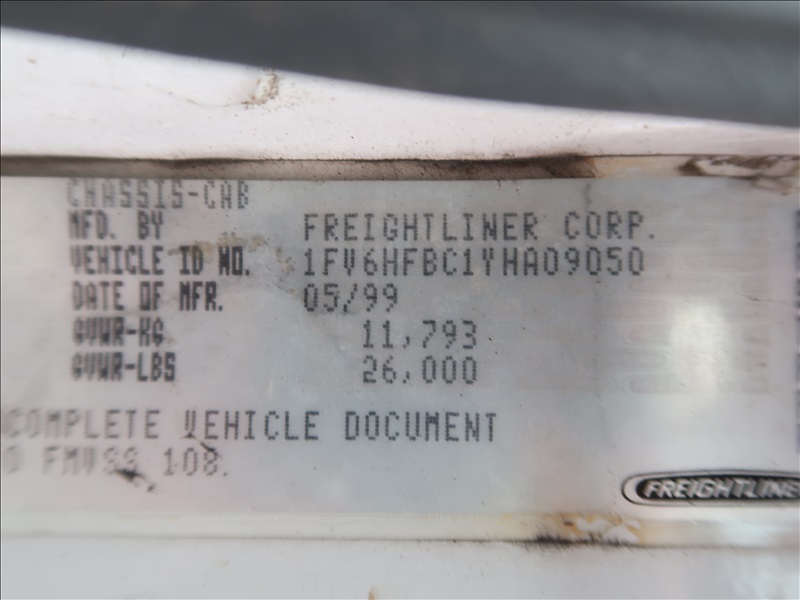 CHASSIS-CAB
MFD. BY FREIGHTLINER CORP.
VEHICLE ID NO. 1FV6HFBC1YHA09050
DATE OF MFR. 05/99
GVWR-KG 11,793
GVWR-LBS 26,000
COMPLETE VEHICLE DOCUMENT
O FMVSS 108.
FREIGHTLINE